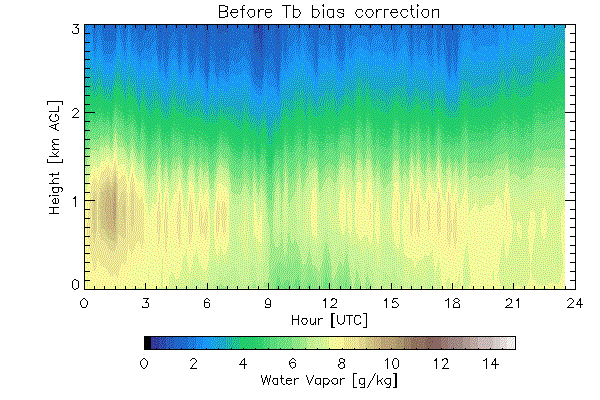 Before Tb bias correction
3
2
1
0
Height [km AGL]
0 3 6 9 12 15 18 21 24
Hour [UTC]
0 2 4 6 8 10 12 14
Water Vapor [g/kg]